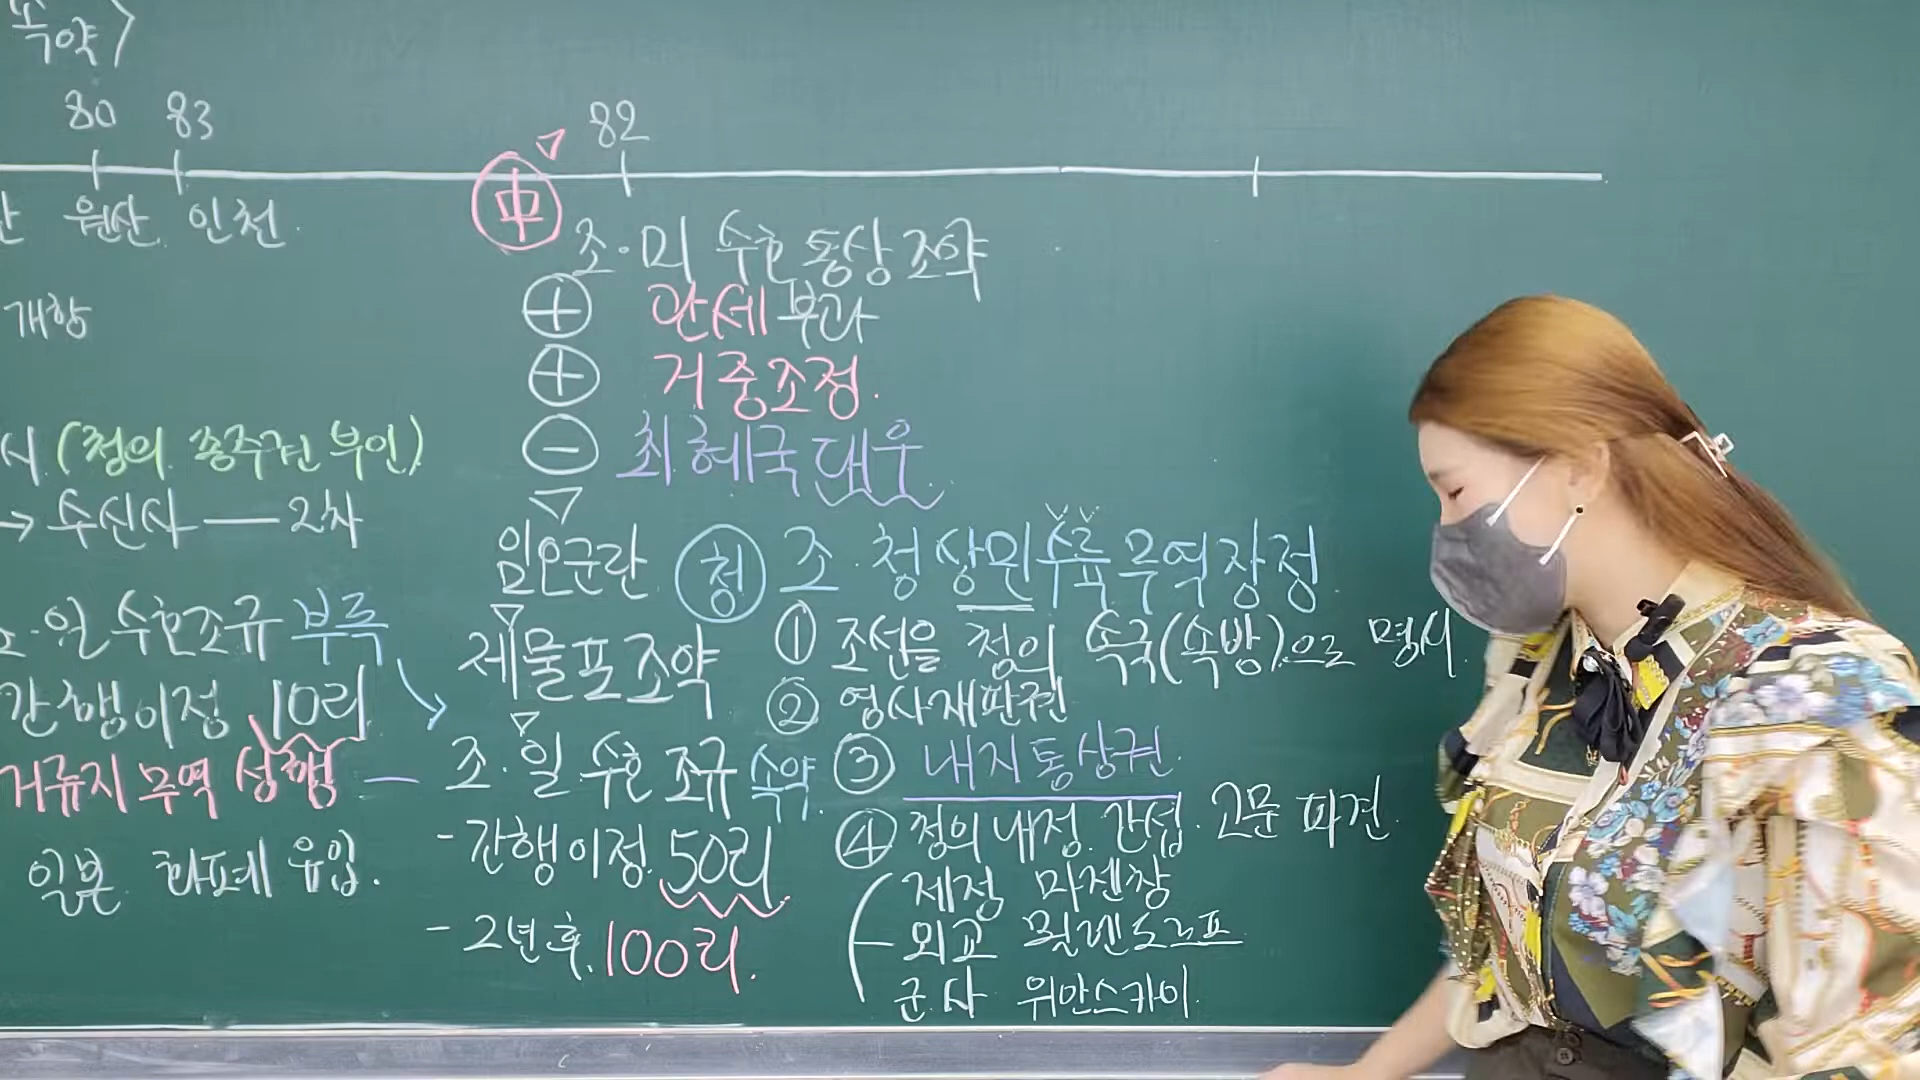 속약>
80 83 82
원산 인천
개항
시 (청의 종주권 부인)
→ 수신사 — 2차
조·일 수호조규 부록
간행이정 10리
거류지 무역 성행
일본 화폐 유입.
中
조·미 수호통상조약
⊕ 관세 부과
⊕ 거중조정.
⊖ 최혜국대우
임오군란
제물포조약
조·일 수호조규 속약
- 간행이정 50리
- 2년 후 100리.
청 조·청상민수륙무역장정
① 조선을 청의 속국(속방)으로 명시.
② 영사재판권
③ 내지통상권.
④ 청의 내정 간섭. 고문 파견
재정 마젠창
외교 묄렌도르프
군사 위안스카이